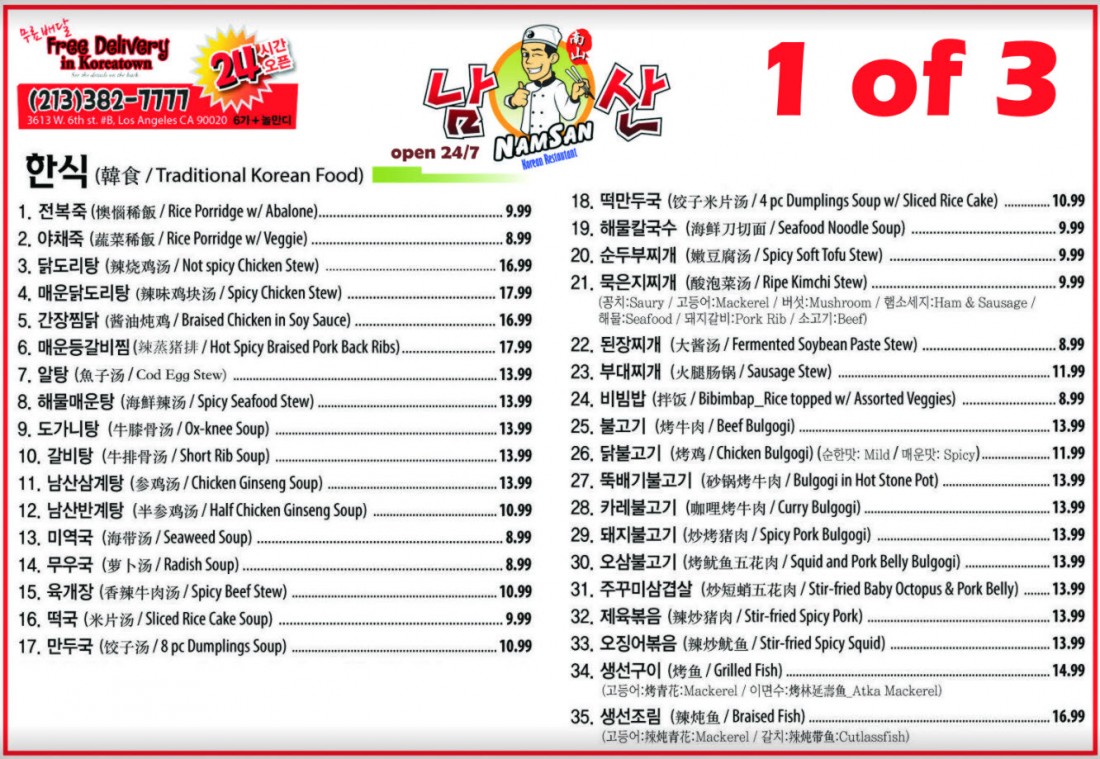 무료배달
Free Delivery
in Koreatown
for the details on the back
24시간 오픈
(213)382-7777
3613 W. 6th st. #B, Los Angeles CA 90020 6가+놀만디
남산
南山
NAMSAN
Korean Restautant
open 24/7
1 of 3
한식 (韓食 / Traditional Korean Food)
1. 전복죽 (懊惱稀飯 / Rice Porridge w/ Abalone) 9.99
2. 야채죽 (蔬菜稀飯 / Rice Porridge w/ Veggie) 8.99
3. 닭도리탕 (辣烧鸡汤 / Not spicy Chicken Stew) 16.99
4. 매운닭도리탕 (辣味鸡块汤 / Spicy Chicken Stew) 17.99
5. 간장찜닭 (酱油炖鸡 / Braised Chicken in Soy Sauce) 16.99
6. 매운등갈비찜 (辣蒸猪排 / Hot Spicy Braised Pork Back Ribs) 17.99
7. 알탕 (魚子汤 / Cod Egg Stew) 13.99
8. 해물매운탕 (海鲜辣汤 / Spicy Seafood Stew) 13.99
9. 도가니탕 (牛膝骨汤 / Ox-knee Soup) 13.99
10. 갈비탕 (牛排骨汤 / Short Rib Soup) 13.99
11. 남산삼계탕 (参鸡汤 / Chicken Ginseng Soup) 13.99
12. 남산반계탕 (半参鸡汤 / Half Chicken Ginseng Soup) 10.99
13. 미역국 (海带汤 / Seaweed Soup) 8.99
14. 무우국 (萝卜汤 / Radish Soup) 8.99
15. 육개장 (香辣牛肉汤 / Spicy Beef Stew) 10.99
16. 떡국 (米片汤 / Sliced Rice Cake Soup) 9.99
17. 만두국 (饺子汤 / 8 pc Dumplings Soup) 10.99
18. 떡만두국 (饺子米片汤 / 4 pc Dumplings Soup w/ Sliced Rice Cake) 10.99
19. 해물칼국수 (海鲜刀切面 / Seafood Noodle Soup) 9.99
20. 순두부찌개 (嫩豆腐汤 / Spicy Soft Tofu Stew) 9.99
21. 묵은지찌개 (酸泡菜汤 / Ripe Kimchi Stew) 9.99
(꽁치:Saury / 고등어:Mackerel / 버섯:Mushroom / 햄소세지:Ham & Sausage /
해물:Seafood / 돼지갈비:Pork Rib / 소고기:Beef)
22. 된장찌개 (大酱汤 / Fermented Soybean Paste Stew) 8.99
23. 부대찌개 (火腿肠锅 / Sausage Stew) 11.99
24. 비빔밥 (拌饭 / Bibimbap_Rice topped w/ Assorted Veggies) 8.99
25. 불고기 (烤牛肉 / Beef Bulgogi) 13.99
26. 닭불고기 (烤鸡 / Chicken Bulgogi) (순한맛: Mild / 매운맛: Spicy) 11.99
27. 뚝배기불고기 (砂锅烤牛肉 / Bulgogi in Hot Stone Pot) 13.99
28. 카레불고기 (咖哩烤牛肉 / Curry Bulgogi) 13.99
29. 돼지불고기 (炒烤猪肉 / Spicy Pork Bulgogi) 13.99
30. 오삼불고기 (烤鱿鱼五花肉 / Squid and Pork Belly Bulgogi) 13.99
31. 주꾸미삼겹살 (炒短蛸五花肉 / Stir-fried Baby Octopus & Pork Belly) 13.99
32. 제육볶음 (辣炒猪肉 / Stir-fried Spicy Pork) 13.99
33. 오징어볶음 (辣炒鱿鱼 / Stir-fried Spicy Squid) 13.99
34. 생선구이 (烤鱼 / Grilled Fish) 14.99
(고등어:烤青花:Mackerel / 이면수:烤林延壽魚_Atka Mackerel)
35. 생선조림 (辣炖鱼 / Braised Fish) 16.99
(고등어:辣炖青花:Mackerel / 갈치:辣炖带鱼:Cutlassfish)